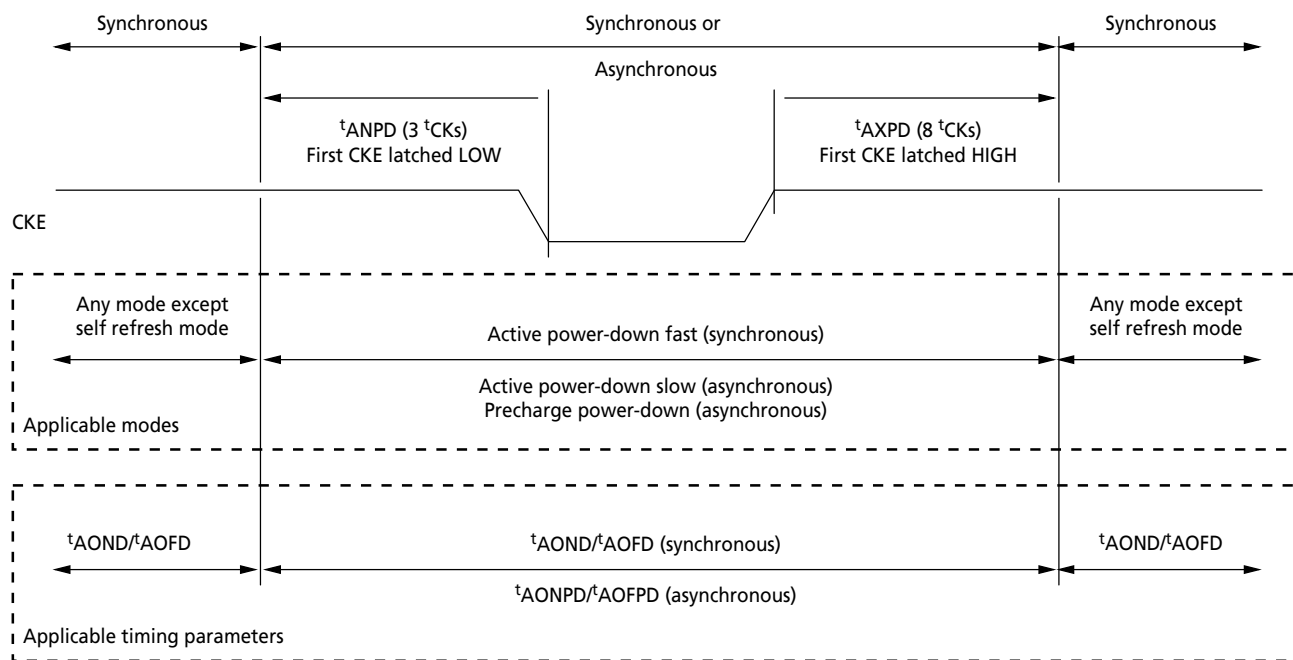 Synchronous
Synchronous or
Synchronous
Asynchronous
tANPD (3 tCKs)
First CKE latched LOW
tAXPD (8 tCKs)
First CKE latched HIGH
CKE
Any mode except
self refresh mode
Active power-down fast (synchronous)
Any mode except
self refresh mode
Active power-down slow (asynchronous)
Precharge power-down (asynchronous)
Applicable modes
tAOND/tAOFD
tAOND/tAOFD (synchronous)
tAOND/tAOFD
tAONPD/tAOFPD (asynchronous)
Applicable timing parameters